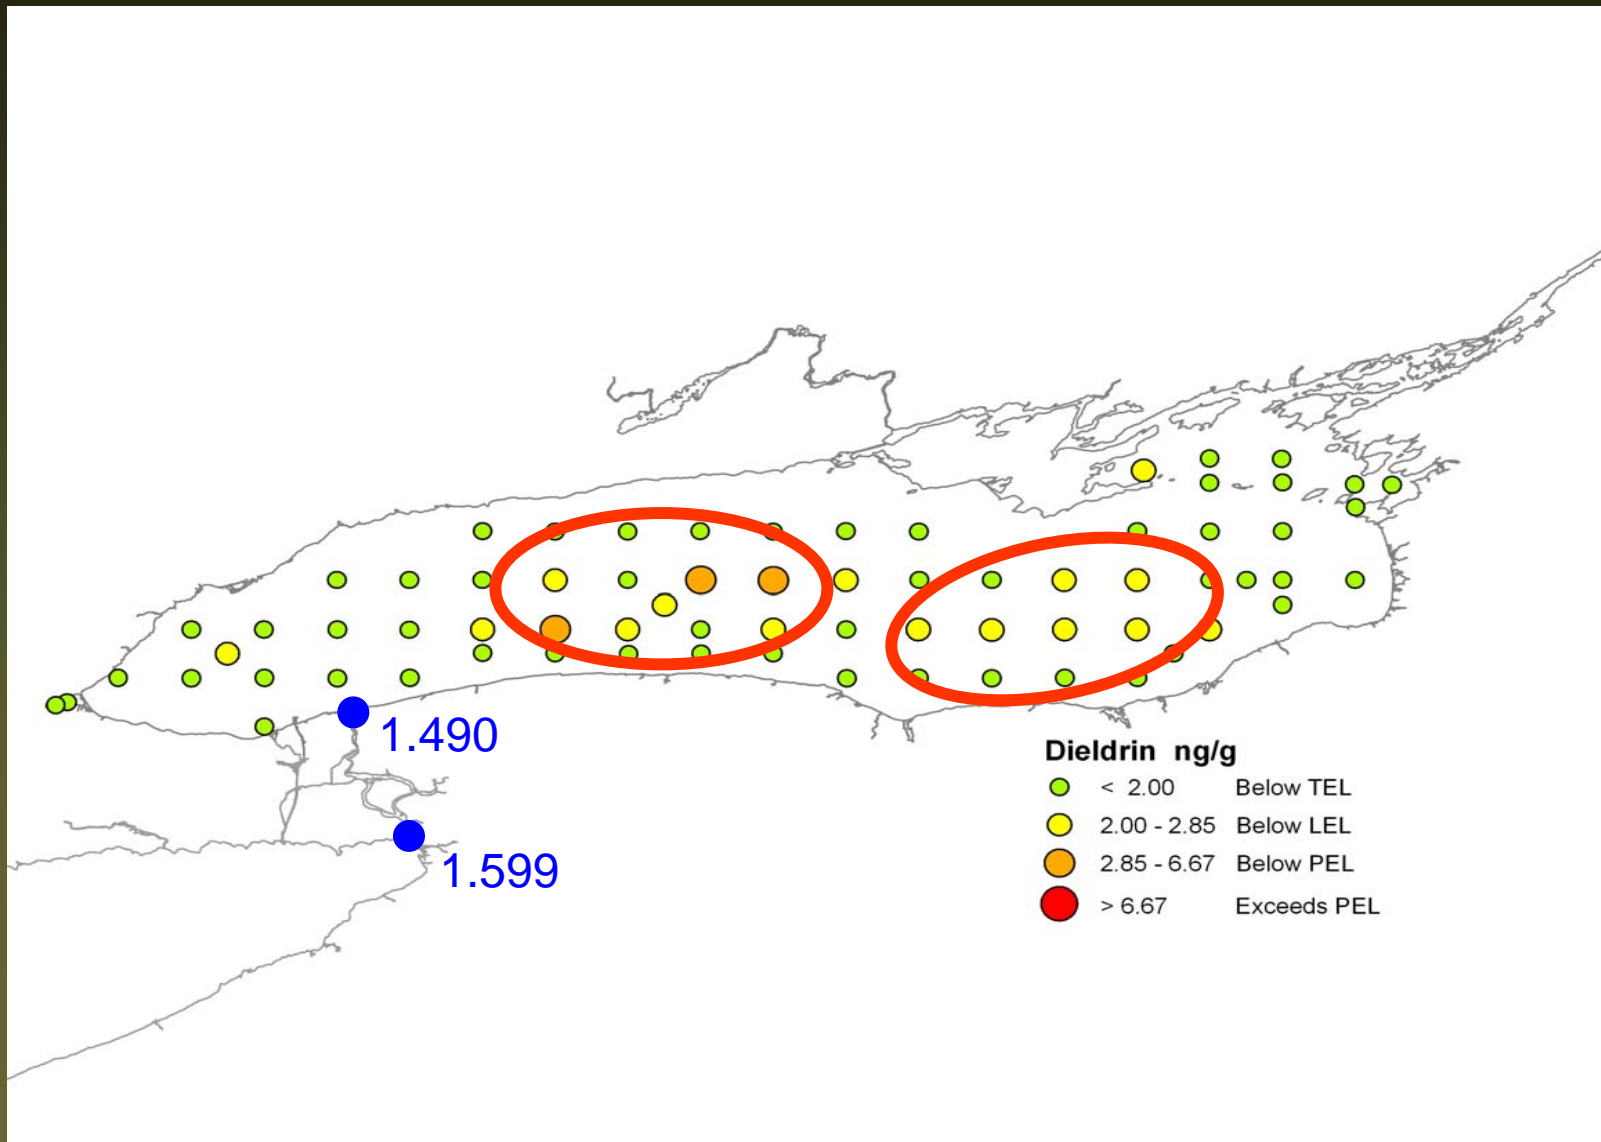 1.490
1.599
Dieldrin ng/g
< 2.00 Below TEL
2.00 - 2.85 Below LEL
2.85 - 6.67 Below PEL
> 6.67 Exceeds PEL